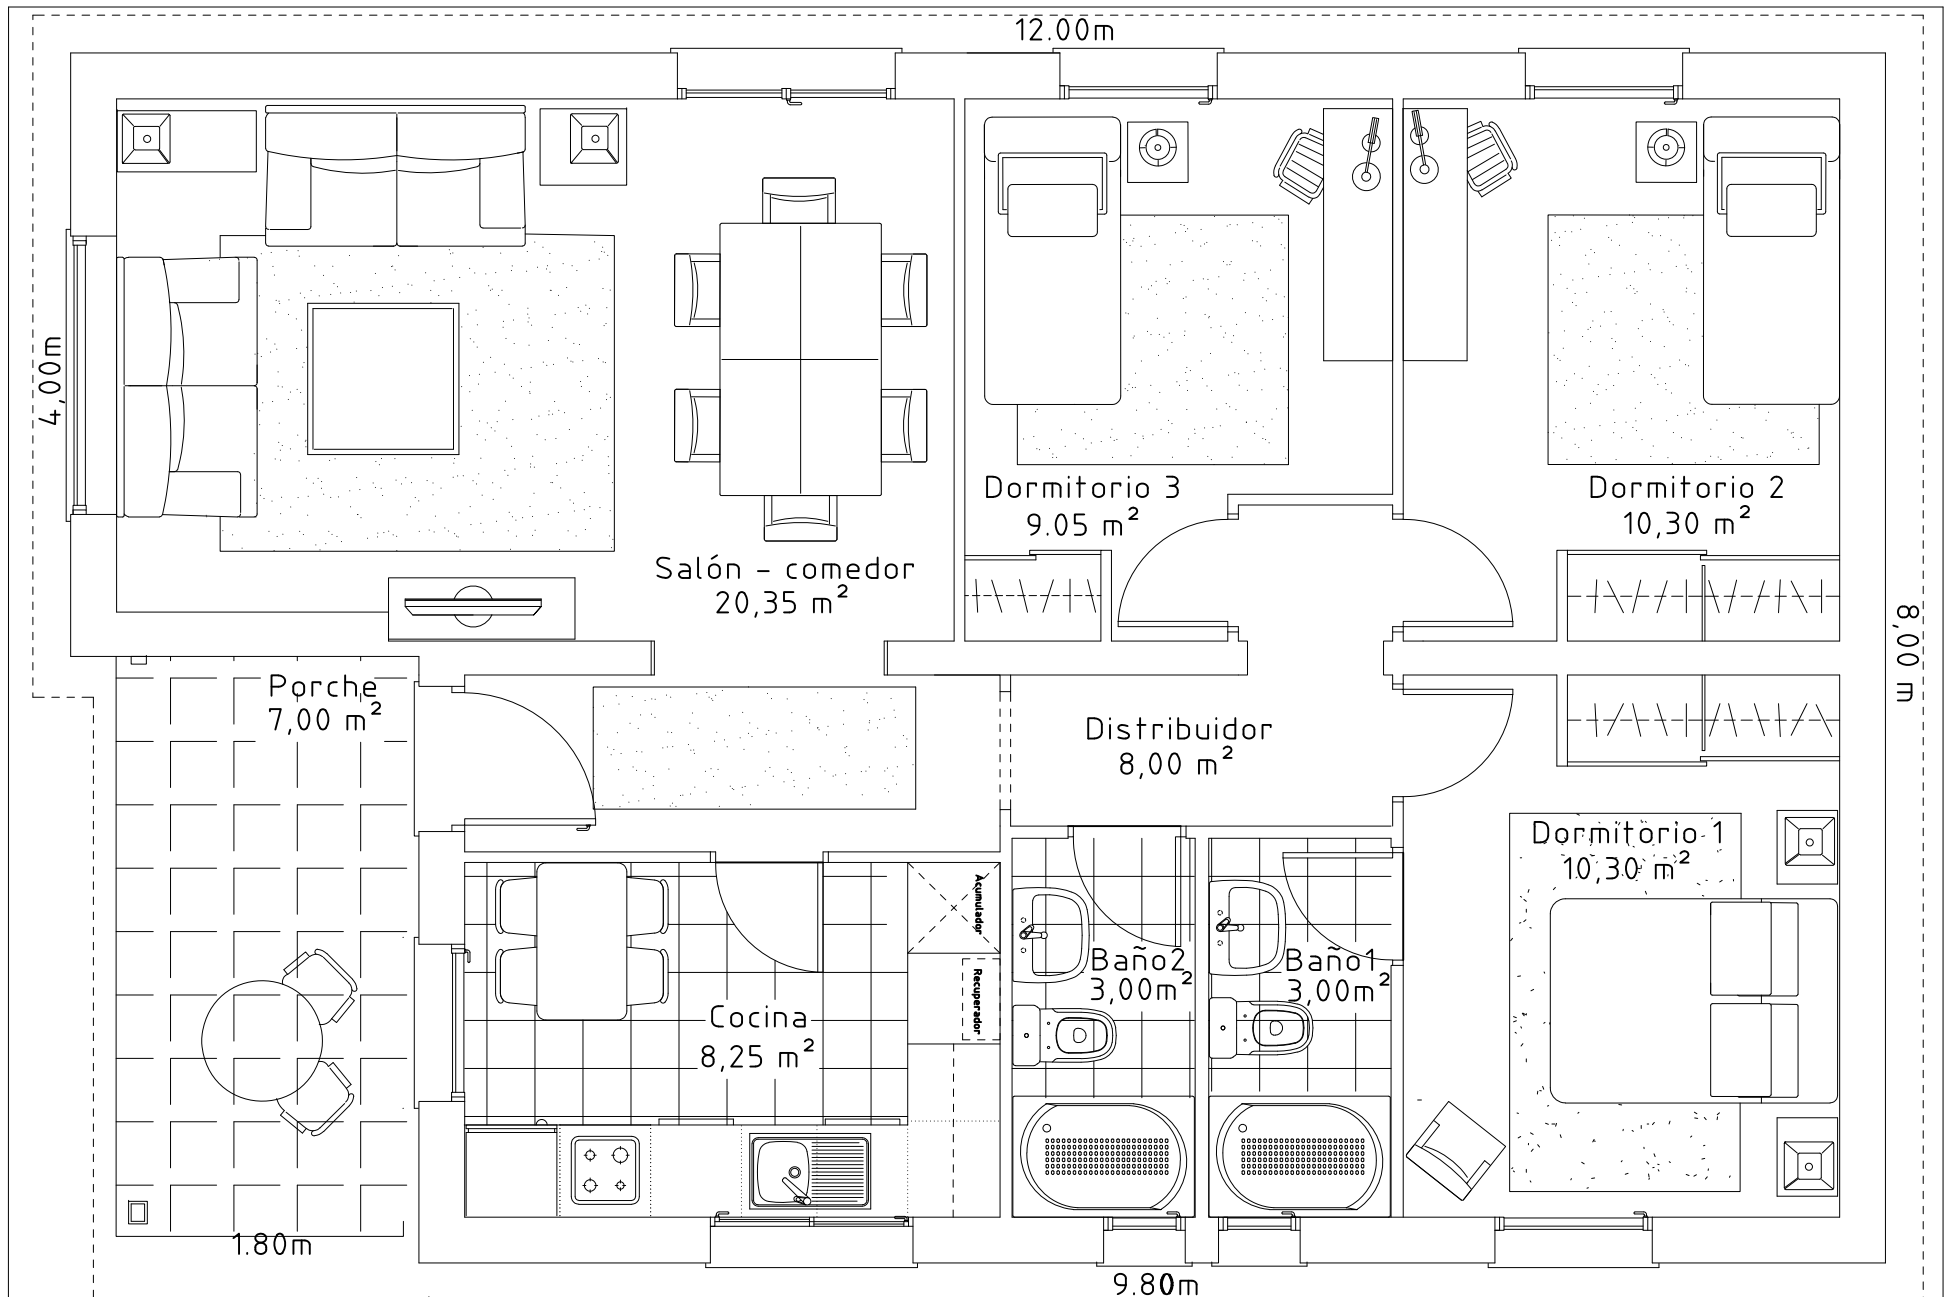 12.00m
4,00m
Dormitorio 3
9.05 m²
Dormitorio 2
10,30 m²
Salón - comedor
20,35 m²
8,00 m
Porche
7,00 m²
Distribuidor
8,00 m²
Dormitorio 1
10,30 m²
Acumulador
Recuperador
Baño2
3,00m²
Baño1
3,00m²
Cocina
8,25 m²
1.80m
9.80m